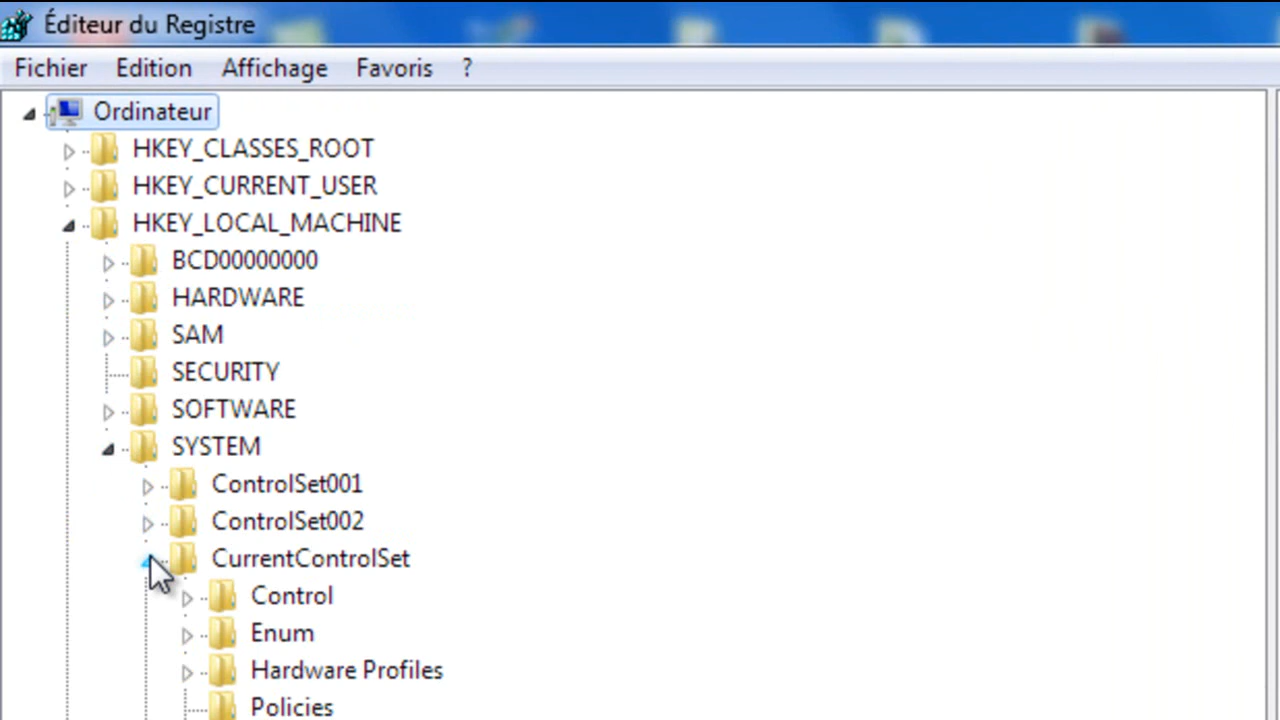 Éditeur du Registre
Fichier Edition Affichage Favoris ?
Ordinateur
HKEY_CLASSES_ROOT
HKEY_CURRENT_USER
HKEY_LOCAL_MACHINE
BCD00000000
HARDWARE
SAM
SECURITY
SOFTWARE
SYSTEM
ControlSet001
ControlSet002
CurrentControlSet
Control
Enum
Hardware Profiles
Policies